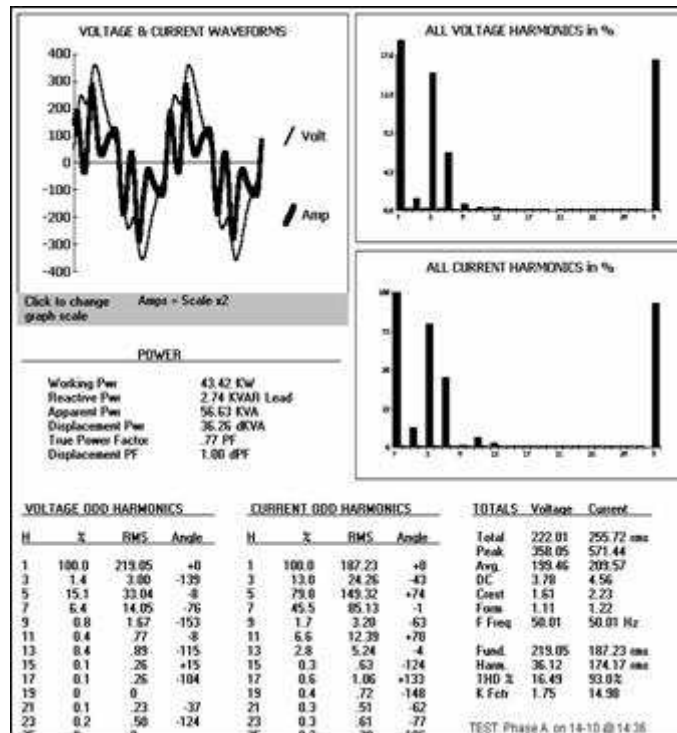 VOLTAGE & CURRENT WAVEFORMS
400
300
200
100
0
-100
-200
-300
-400
Volt
Amp
Click to change Amps = Scale x2
graph scale
ALL VOLTAGE HARMONICS in %
ALL CURRENT HARMONICS in %
100
POWER
Working Pwr 43.42 KW
Reactive Pwr 2.74 KVAR Lead
Apparent Pwr 56.63 KVA
Displacement Pwr 36.26 dKVA
True Power Factor .77 PF
Displacement PF 1.00 dPF
VOLTAGE ODD HARMONICS
H % RMS Angle
1 100.0 219.05 +0
3 1.4 3.00 -139
5 15.1 33.04 -8
7 6.4 14.05 -76
9 0.8 1.67 -153
11 0.4 .77 -8
13 0.4 .89 -115
15 0.1 .26 +15
17 0.1 .26 -104
19 0 0
21 0.1 .23 -37
23 0.2 .50 -124
CURRENT ODD HARMONICS
H % RMS Angle
1 100.0 187.23 +0
3 13.0 24.26 -43
5 79.8 149.32 +74
7 45.5 85.13 -1
9 1.7 3.20 -63
11 6.6 12.39 +70
13 2.8 5.24 -4
15 0.3 .63 -124
17 0.6 1.06 +133
19 0.4 .72 -148
21 0.3 .51 -62
23 0.3 .61 -77
TOTALS Voltage Current
Total 222.01 255.72 rms
Peak 358.05 571.44
Avg. 199.46 209.57
DC 3.78 4.56
Crest 1.61 2.23
Form 1.11 1.22
F Freq 50.01 50.01 Hz
Fund. 219.05 187.23 rms
Harm. 36.12 174.17 rms
THD % 16.49 93.0%
K Fctr 1.75 14.98
TEST: Phase A, on 14-10 @ 14:36